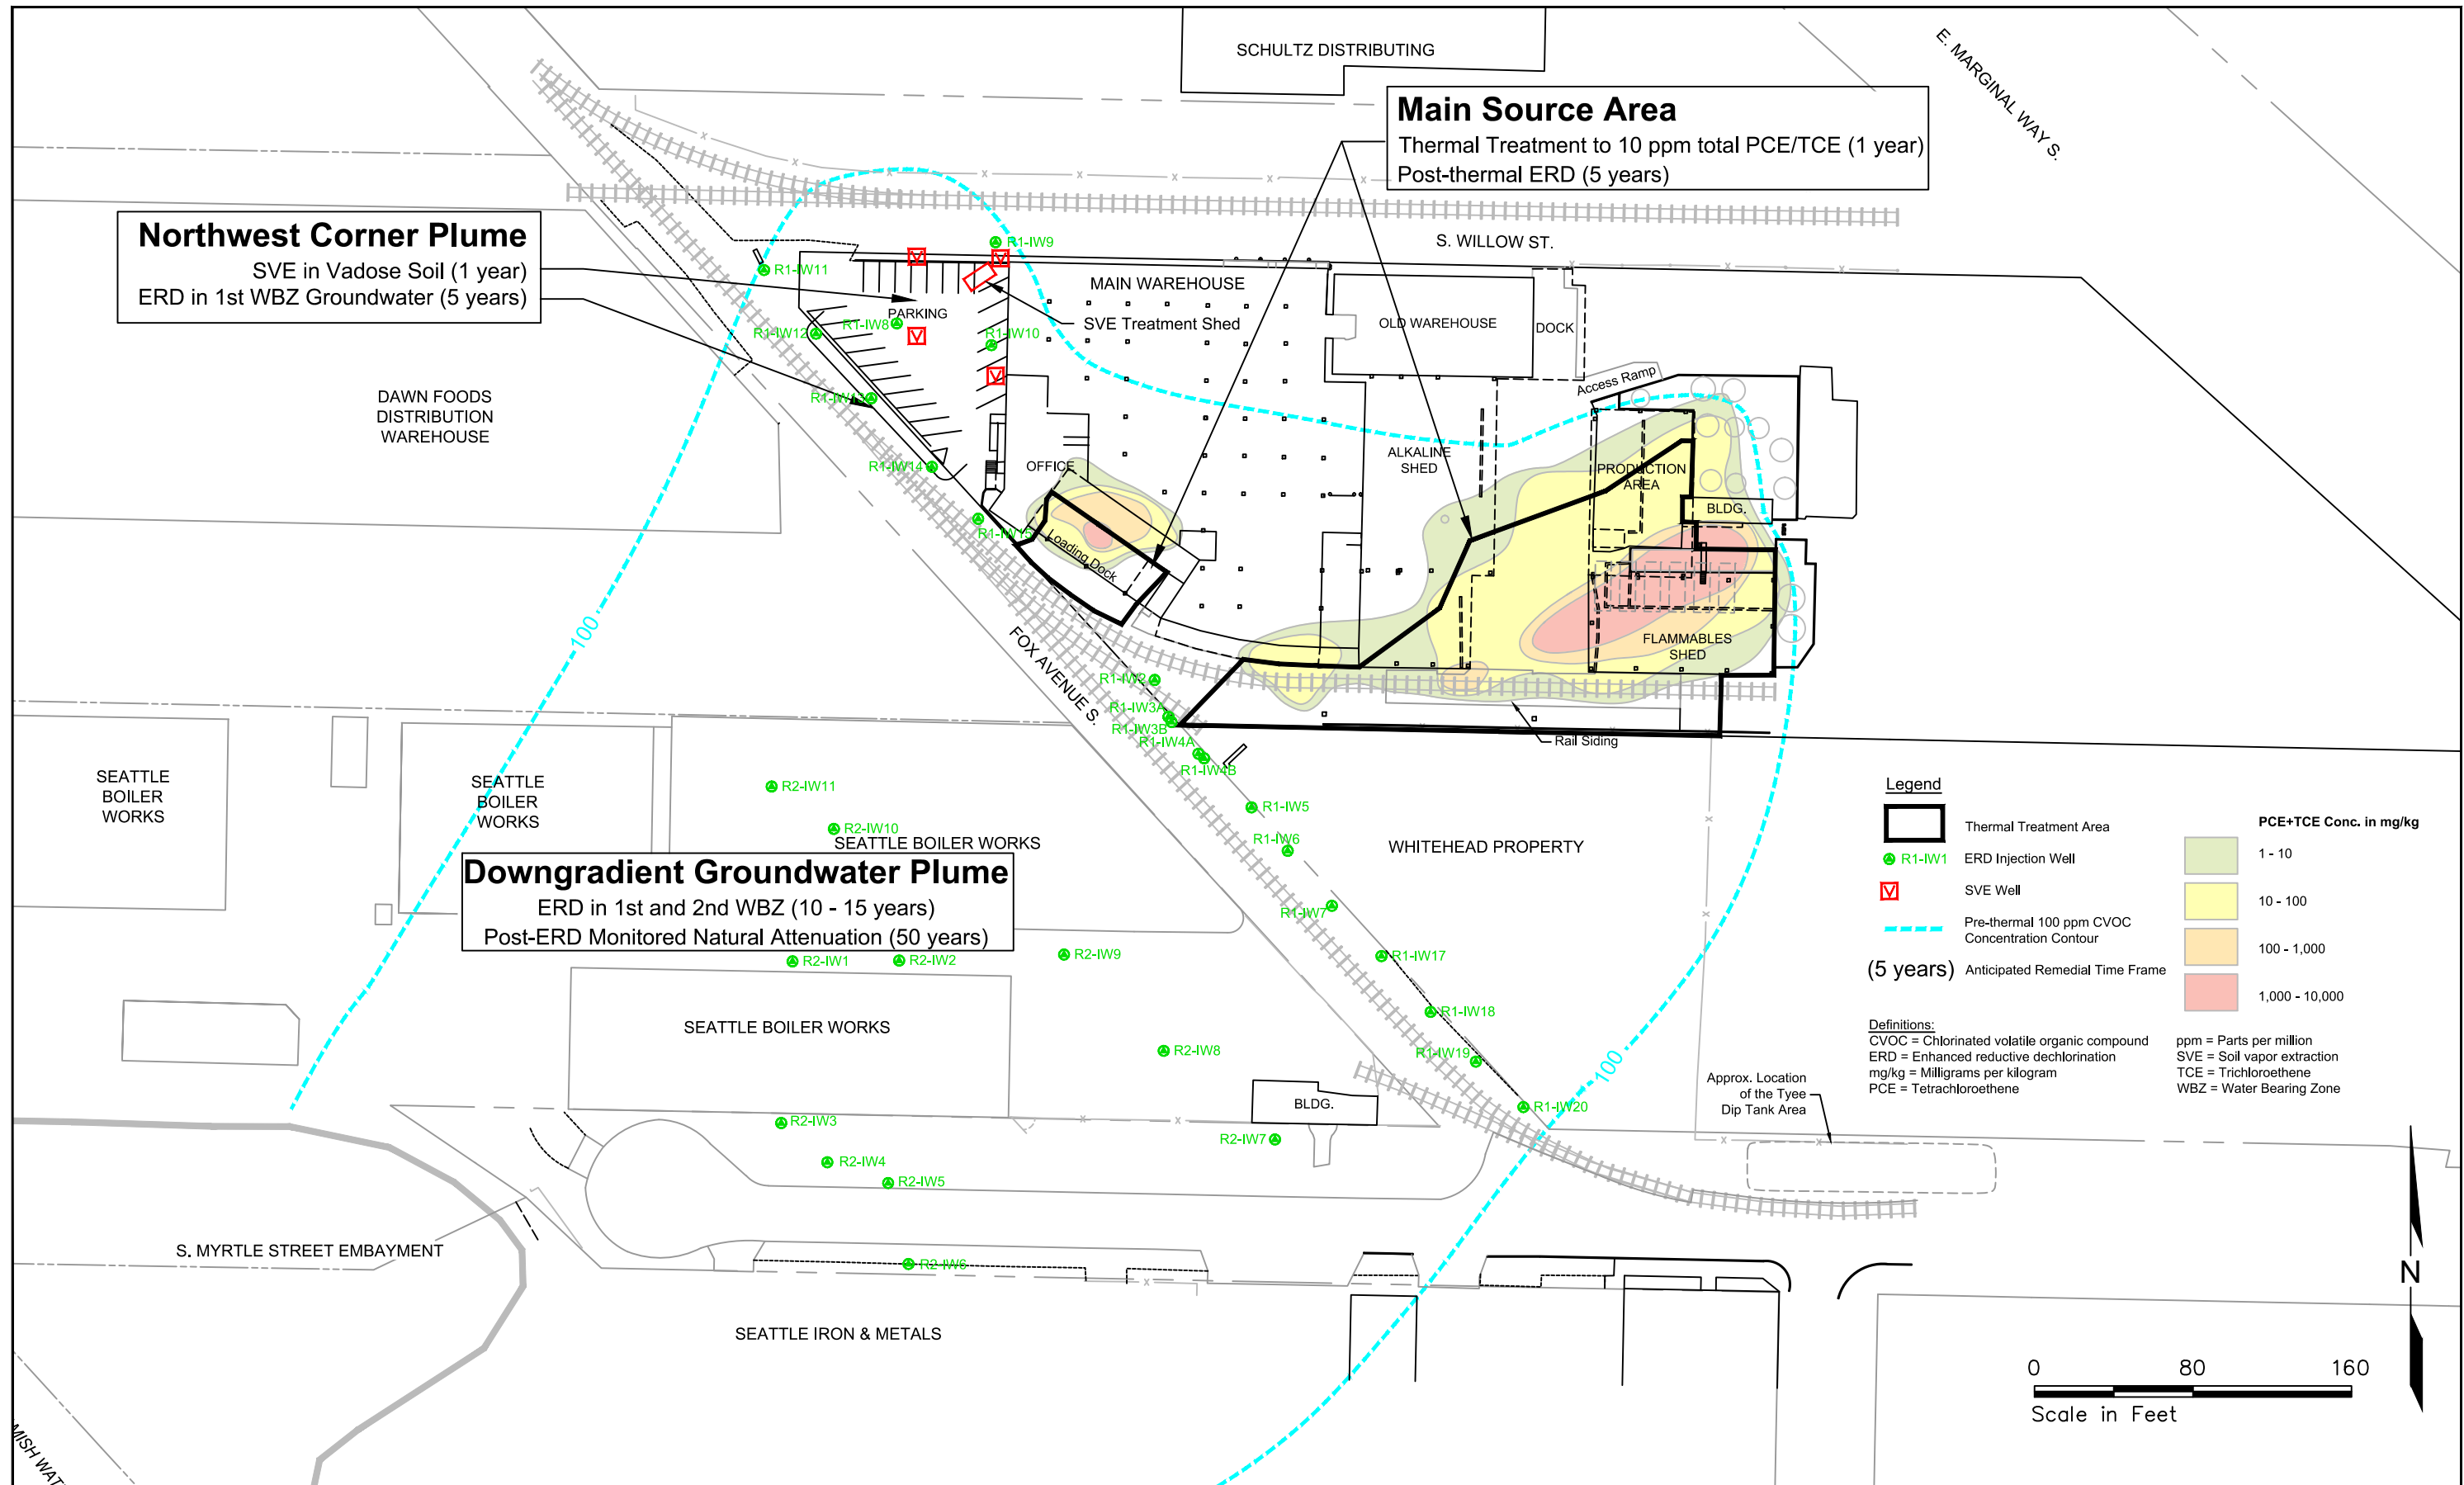 SCHULTZ DISTRIBUTING
E. MARGINAL WAY S.
Main Source Area
Thermal Treatment to 10 ppm total PCE/TCE (1 year)
Post-thermal ERD (5 years)
Northwest Corner Plume
SVE in Vadose Soil (1 year)
ERD in 1st WBZ Groundwater (5 years)
S. WILLOW ST.
R1-IW9
R1-IW11
MAIN WAREHOUSE
PARKING
R1-IW8
SVE Treatment Shed
OLD WAREHOUSE
DOCK
R1-IW12
R1-IW10
Access Ramp
DAWN FOODS
DISTRIBUTION
WAREHOUSE
R1-IW13
R1-IW14
OFFICE
ALKALINE
SHED
PRODUCTION
AREA
BLDG.
R1-IW15
Loading Dock
100
FOX AVENUE S.
FLAMMABLES
SHED
R1-IW2
R1-IW3A
R1-IW3B
R1-IW4A
R1-IW4B
Rail Siding
SEATTLE
BOILER
WORKS
SEATTLE
BOILER
WORKS
R2-IW11
R2-IW10
SEATTLE BOILER WORKS
R1-IW5
R1-IW6
WHITEHEAD PROPERTY
Downgradient Groundwater Plume
ERD in 1st and 2nd WBZ (10 - 15 years)
Post-ERD Monitored Natural Attenuation (50 years)
R1-IW7
R2-IW1
R2-IW2
R2-IW9
R1-IW17
SEATTLE BOILER WORKS
R1-IW18
R2-IW8
R1-IW19
100
BLDG.
R1-IW20
Approx. Location
of the Tyee
Dip Tank Area
R2-IW3
R2-IW7
R2-IW4
R2-IW5
S. MYRTLE STREET EMBAYMENT
R2-IW6
SEATTLE IRON & METALS
MISH WAT
Legend
Thermal Treatment Area
R1-IW1 ERD Injection Well
SVE Well
Pre-thermal 100 ppm CVOC
Concentration Contour
(5 years) Anticipated Remedial Time Frame
PCE+TCE Conc. in mg/kg
1 - 10
10 - 100
100 - 1,000
1,000 - 10,000
Definitions:
CVOC = Chlorinated volatile organic compound
ERD = Enhanced reductive dechlorination
mg/kg = Milligrams per kilogram
PCE = Tetrachloroethene
ppm = Parts per million
SVE = Soil vapor extraction
TCE = Trichloroethene
WBZ = Water Bearing Zone
N
0 80 160
Scale in Feet